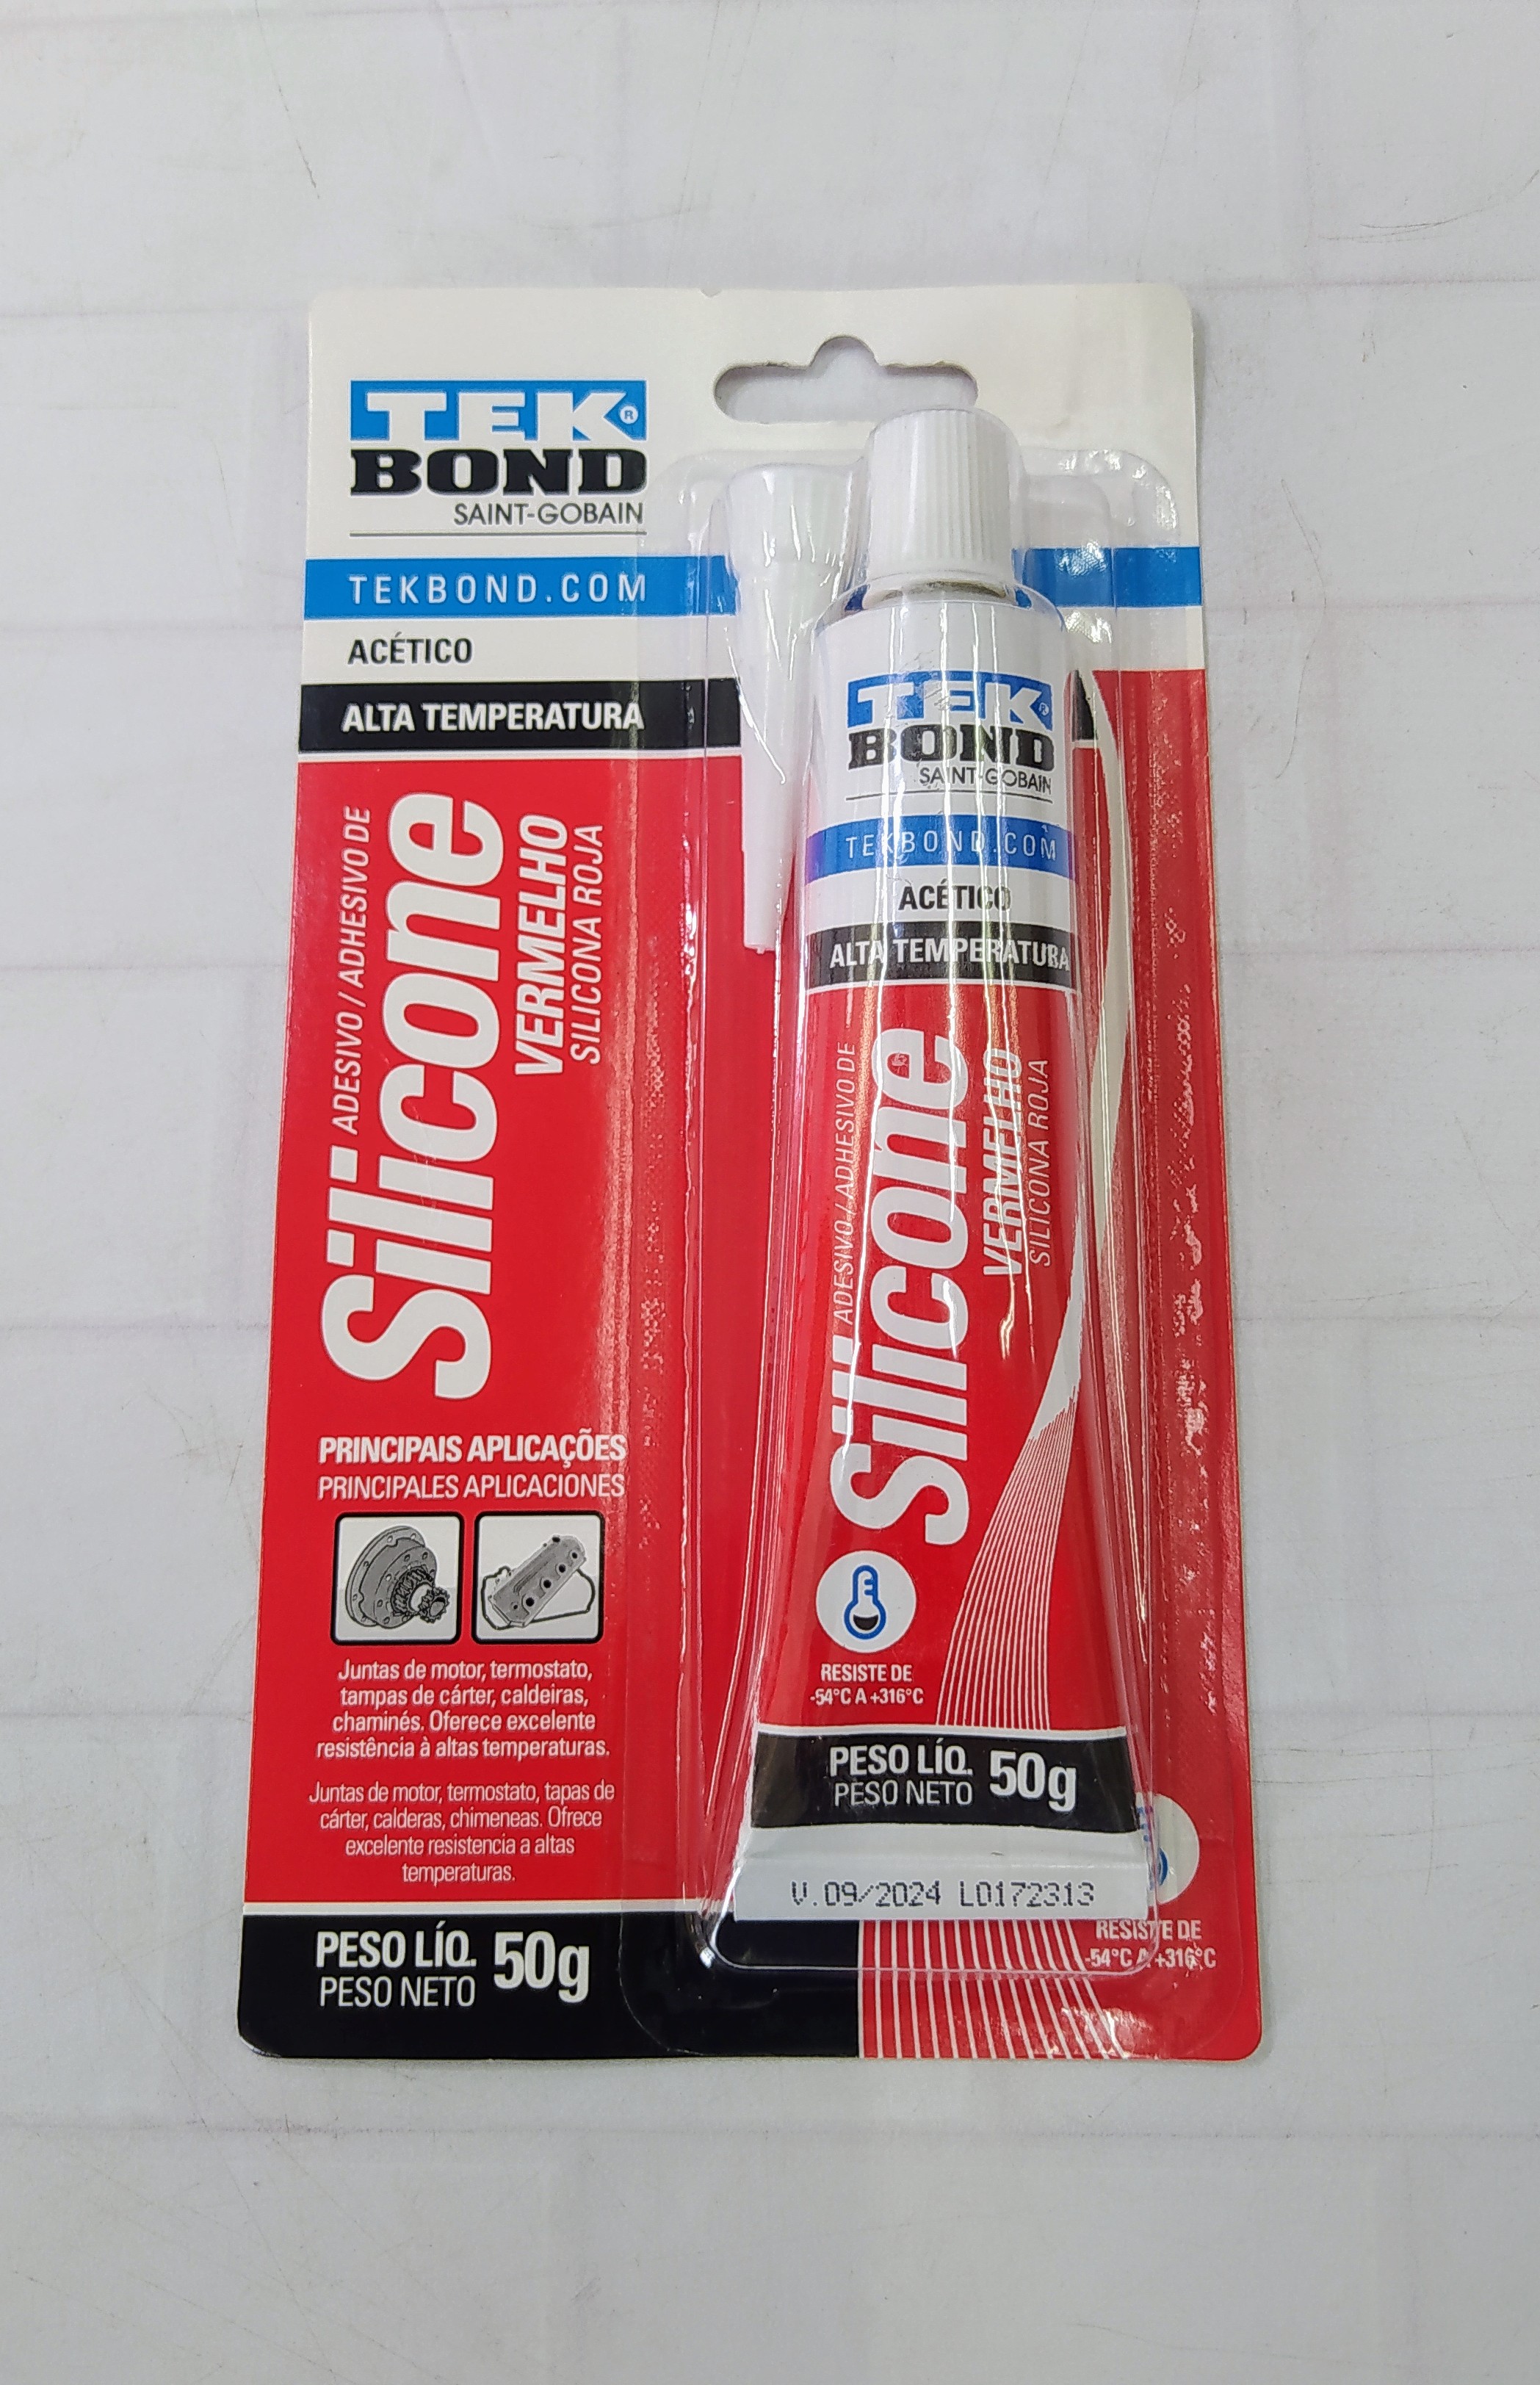 TEK®
BOND
SAINT-GOBAIN
TEKBOND.COM
ACÉTICO
ALTA TEMPERATURA
ADESIVO / ADHESIVO DE
Silicone
VERMELHO
SILICONA ROJA
PRINCIPAIS APLICAÇÕES
PRINCIPALES APLICACIONES
Juntas de motor, termostato,
tampas de cárter, caldeiras,
chaminés. Oferece excelente
resistência à altas temperaturas.
Juntas de motor, termostato, tapas de
cárter, calderas, chimeneas. Ofrece
excelente resistencia a altas
temperaturas.
PESO LÍQ. 50g
PESO NETO
TEK®
BOND
SAINT-GOBAIN
TEKBOND.COM
ACÉTICO
ALTA TEMPERATURA
ADESIVO / ADHESIVO DE
Silicone
VERMELHO
SILICONA ROJA
RESISTE DE
-54°C A +316°C
PESO LÍQ. 50g
PESO NETO
V.09/2024 L0172313
RESISTE DE
-54°C A +316°C